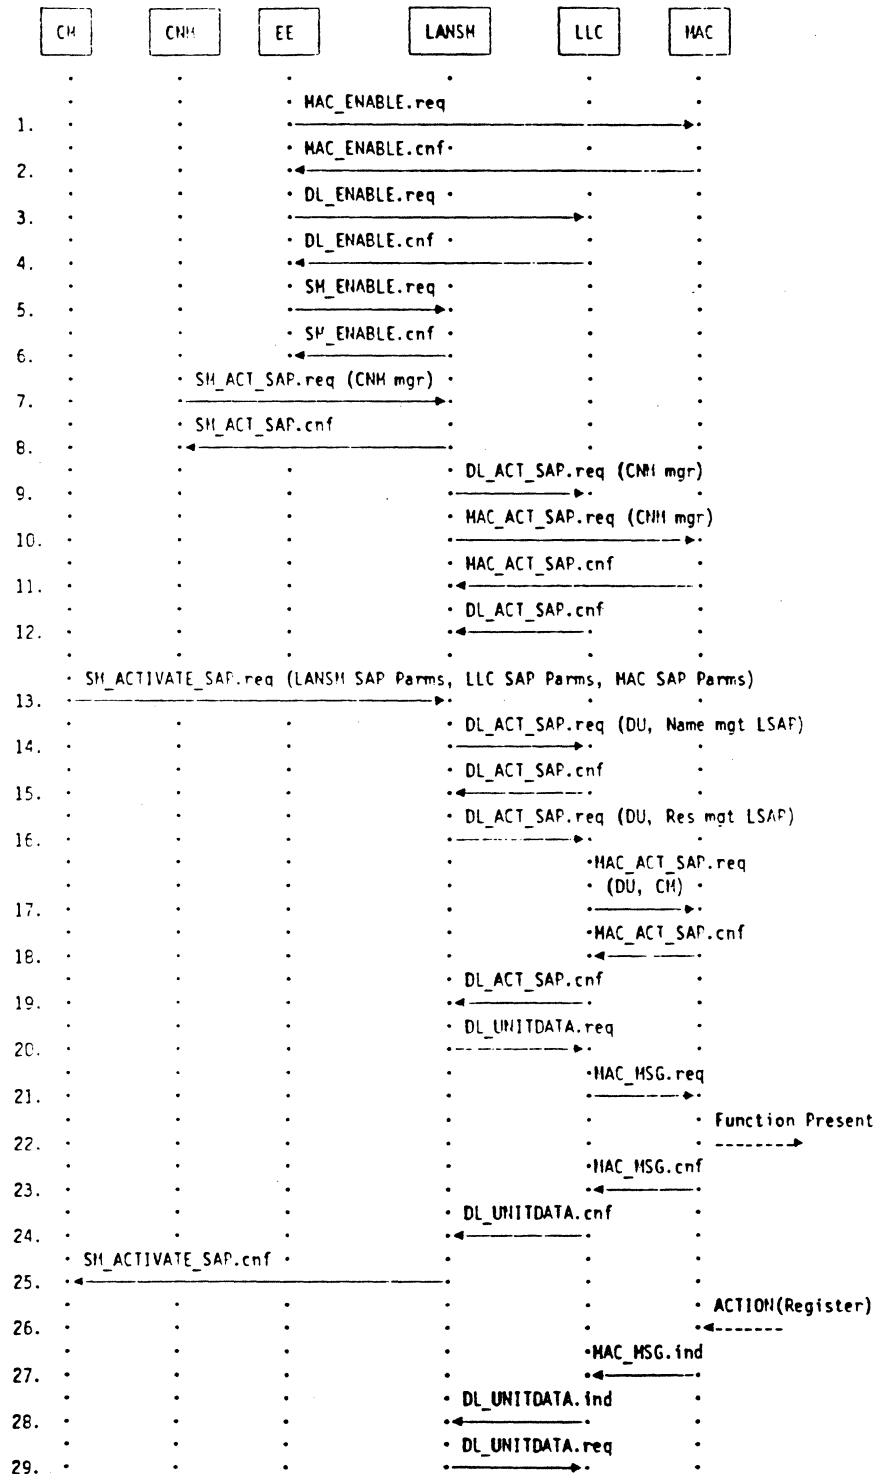 CM CNM EE LANSM LLC MAC
MAC_ENABLE.req
1.
MAC_ENABLE.cnf
2.
DL_ENABLE.req
3.
DL_ENABLE.cnf
4.
SM_ENABLE.req
5.
SM_ENABLE.cnf
6.
SM_ACT_SAP.req (CNM mgr)
7.
SM_ACT_SAP.cnf
8.
DL_ACT_SAP.req (CNM mgr)
9.
MAC_ACT_SAP.req (CNM mgr)
10.
MAC_ACT_SAP.cnf
11.
DL_ACT_SAP.cnf
12.
SM_ACTIVATE_SAP.req (LANSM SAP Parms, LLC SAP Parms, MAC SAP Parms)
13.
DL_ACT_SAP.req (DU, Name mgt LSAP)
14.
DL_ACT_SAP.cnf
15.
DL_ACT_SAP.req (DU, Res mgt LSAP)
16.
MAC_ACT_SAP.req
(DU, CM)
17.
MAC_ACT_SAP.cnf
18.
DL_ACT_SAP.cnf
19.
DL_UNITDATA.req
20.
MAC_MSG.req
21.
Function Present
22.
MAC_MSG.cnf
23.
DL_UNITDATA.cnf
24.
SM_ACTIVATE_SAP.cnf
25.
ACTION(Register)
26.
MAC_MSG.ind
27.
DL_UNITDATA.ind
28.
DL_UNITDATA.req
29.